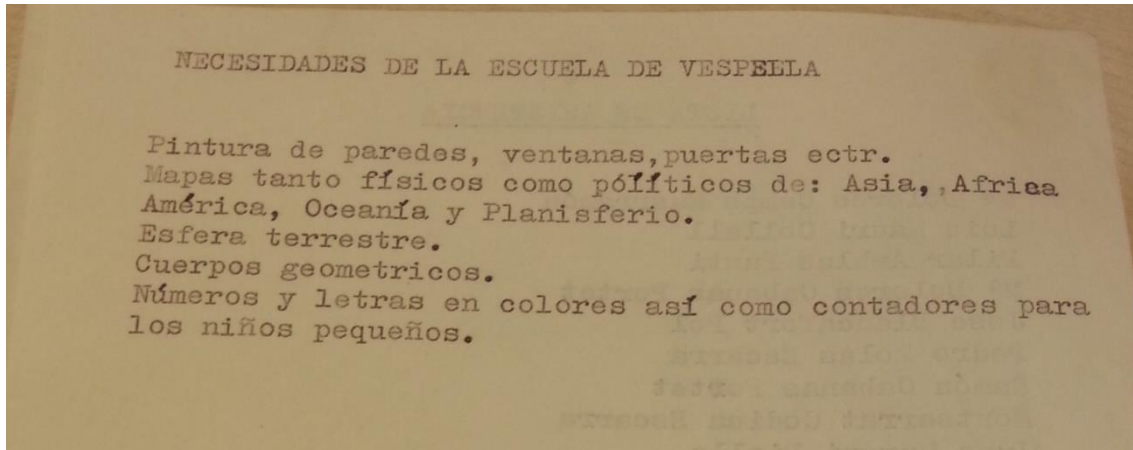 NECESIDADES DE LA ESCUELA DE VESPELLA
Pintura de paredes, ventanas,puertas ectr.
Mapas tanto físicos como pólíticos de: Asia, ,Africa
América, Oceanía y Planisferio.
Esfera terrestre.
Cuerpos geometricos.
Números y letras en colores así como contadores para
los niños pequeños.